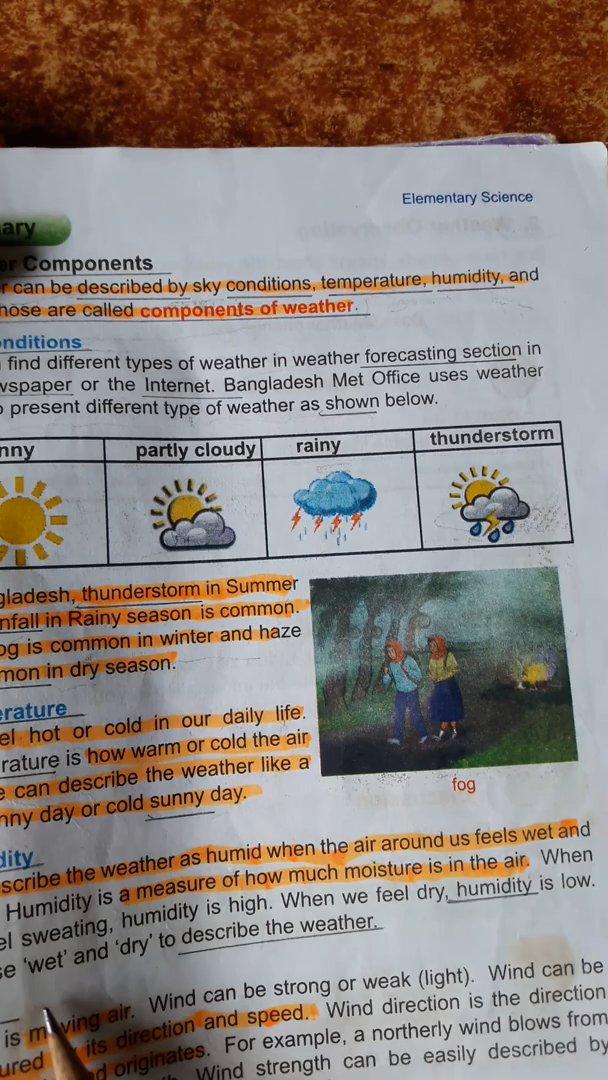 Elementary Science
ary
er Components
r can be described by sky conditions, temperature, humidity, and
hose are called components of weather.
nditions
find different types of weather in weather forecasting section in
wspaper or the Internet. Bangladesh Met Office uses weather
o present different type of weather as shown below.
nny partly cloudy rainy thunderstorm
gladesh, thunderstorm in Summer
nfall in Rainy season is common.
og is common in winter and haze
mon in dry season.
erature
el hot or cold in our daily life.
rature is how warm or cold the air
e can describe the weather like a
nny day or cold sunny day.
fog
dity
scribe the weather as humid when the air around us feels wet and
Humidity is a measure of how much moisture is in the air. When
el sweating, humidity is high. When we feel dry, humidity is low.
se 'wet' and 'dry' to describe the weather.
is moving air. Wind can be strong or weak (light). Wind can be
ured its direction and speed. Wind direction is the direction
d originates. For example, a northerly wind blows from
Wind strength can be easily described by